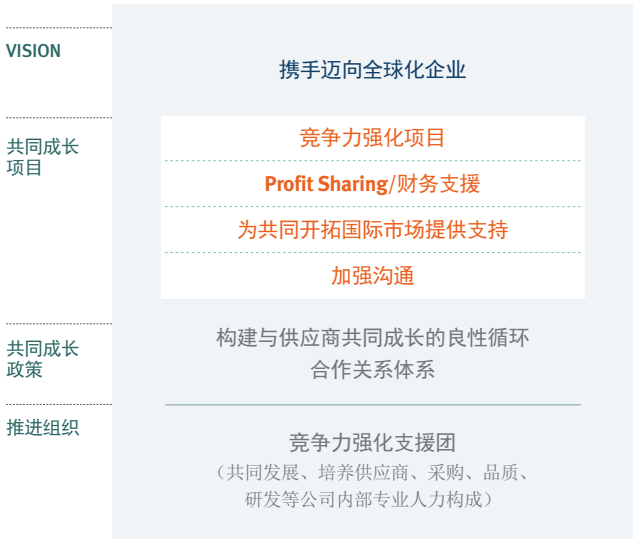 VISION
携手迈向全球化企业
共同成长
项目
竞争力强化项目
Profit Sharing/财务支援
为共同开拓国际市场提供支持
加强沟通
共同成长
政策
构建与供应商共同成长的良性循环
合作关系体系
推进组织
竞争力强化支援团
（共同发展、培养供应商、采购、品质、
研发等公司内部专业人力构成）